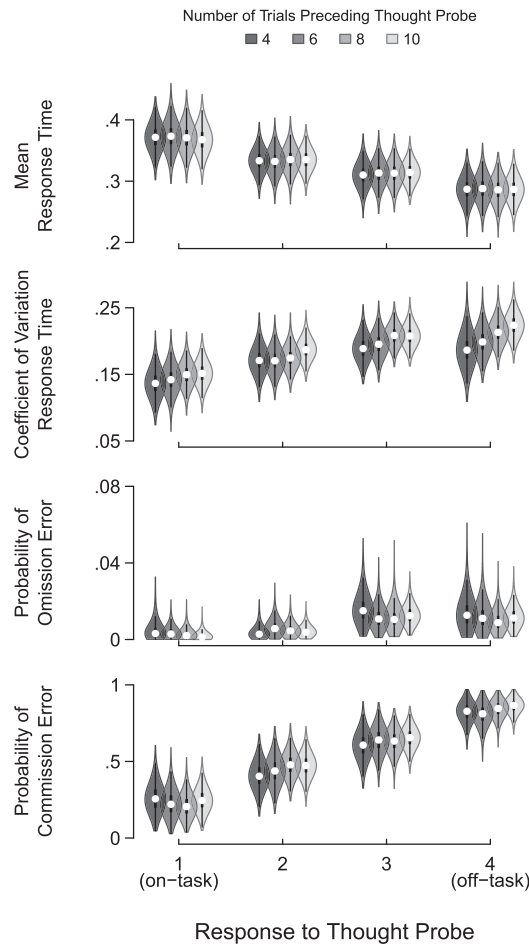 Number of Trials Preceding Thought Probe
4 6 8 10
Mean
Response Time
.4
.3
.2
Coefficient of Variation
Response Time
.25
.15
.05
Probability of
Omission Error
.08
.04
0
Probability of
Commission Error
1
.5
0
1 2 3 4
(on−task) (off−task)
Response to Thought Probe